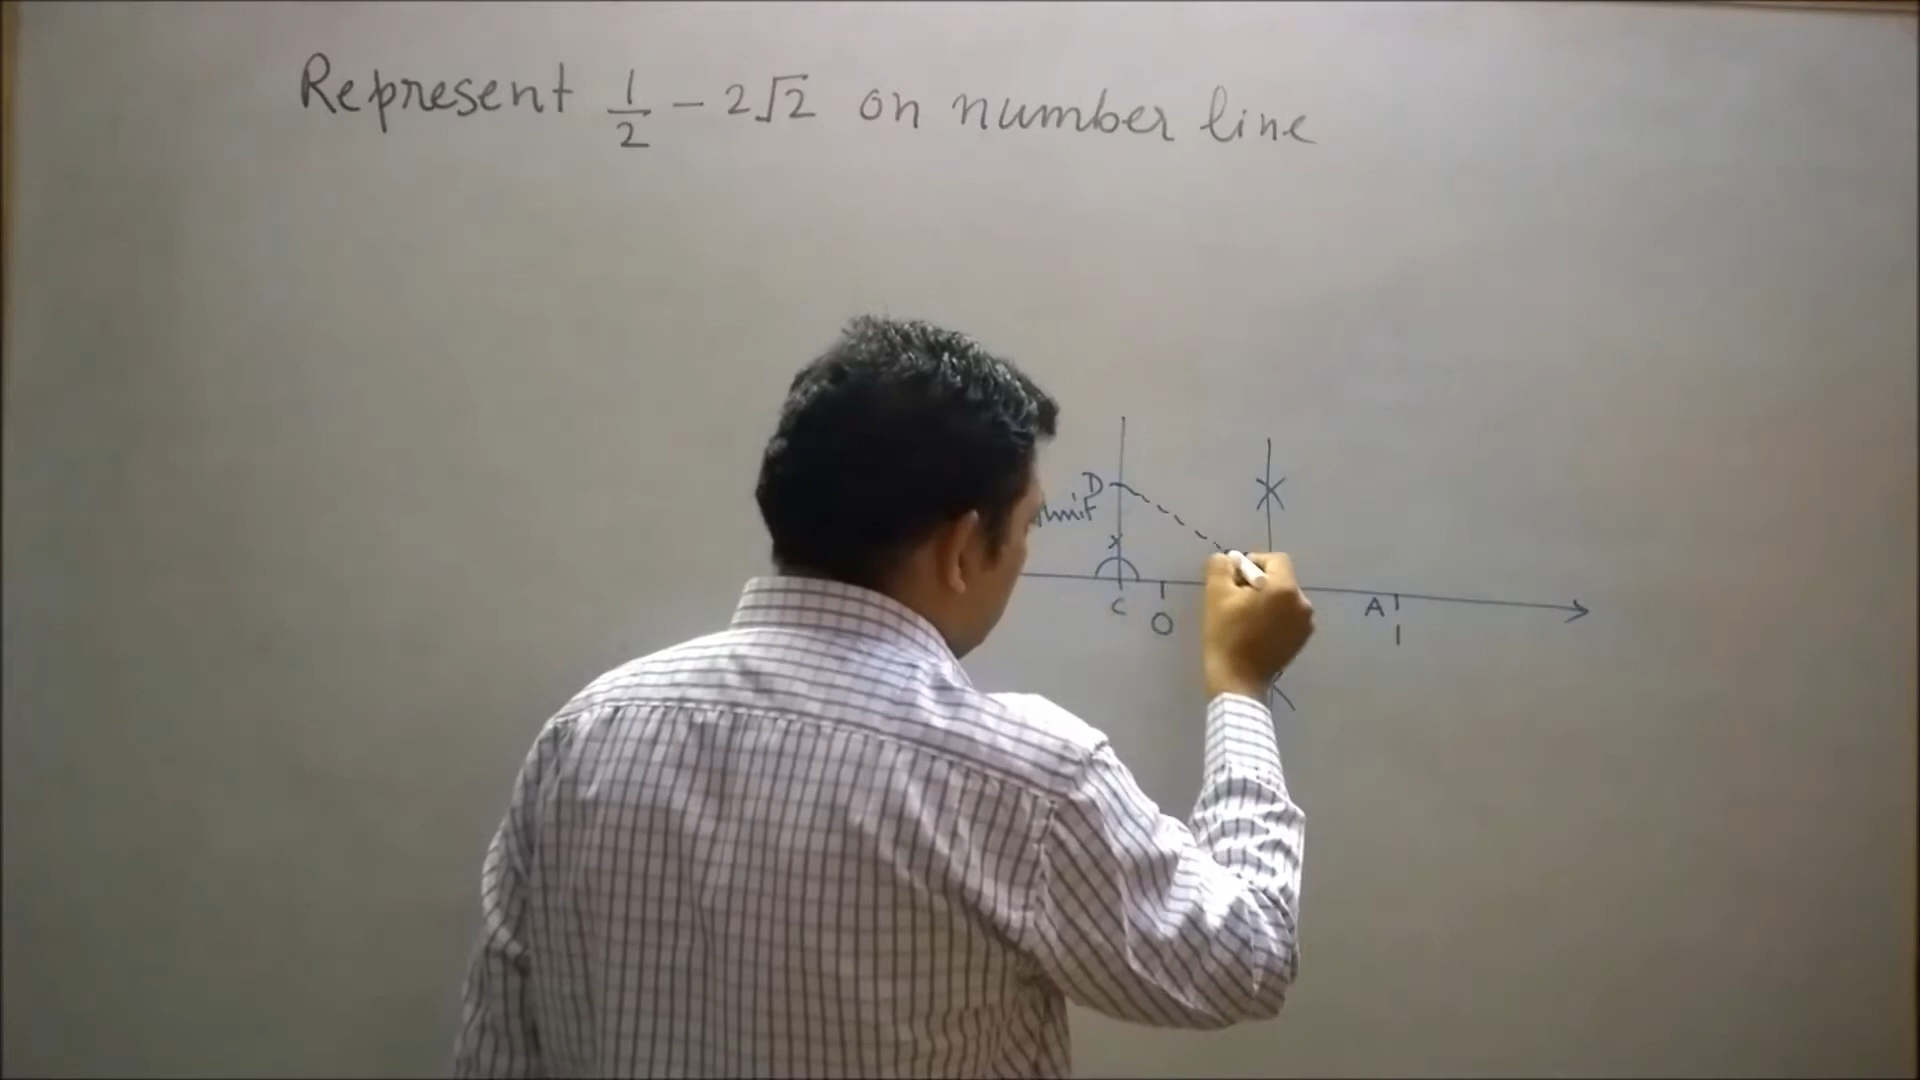 Represent 1/2 - 2√2 on number line
D
C
O
A
1